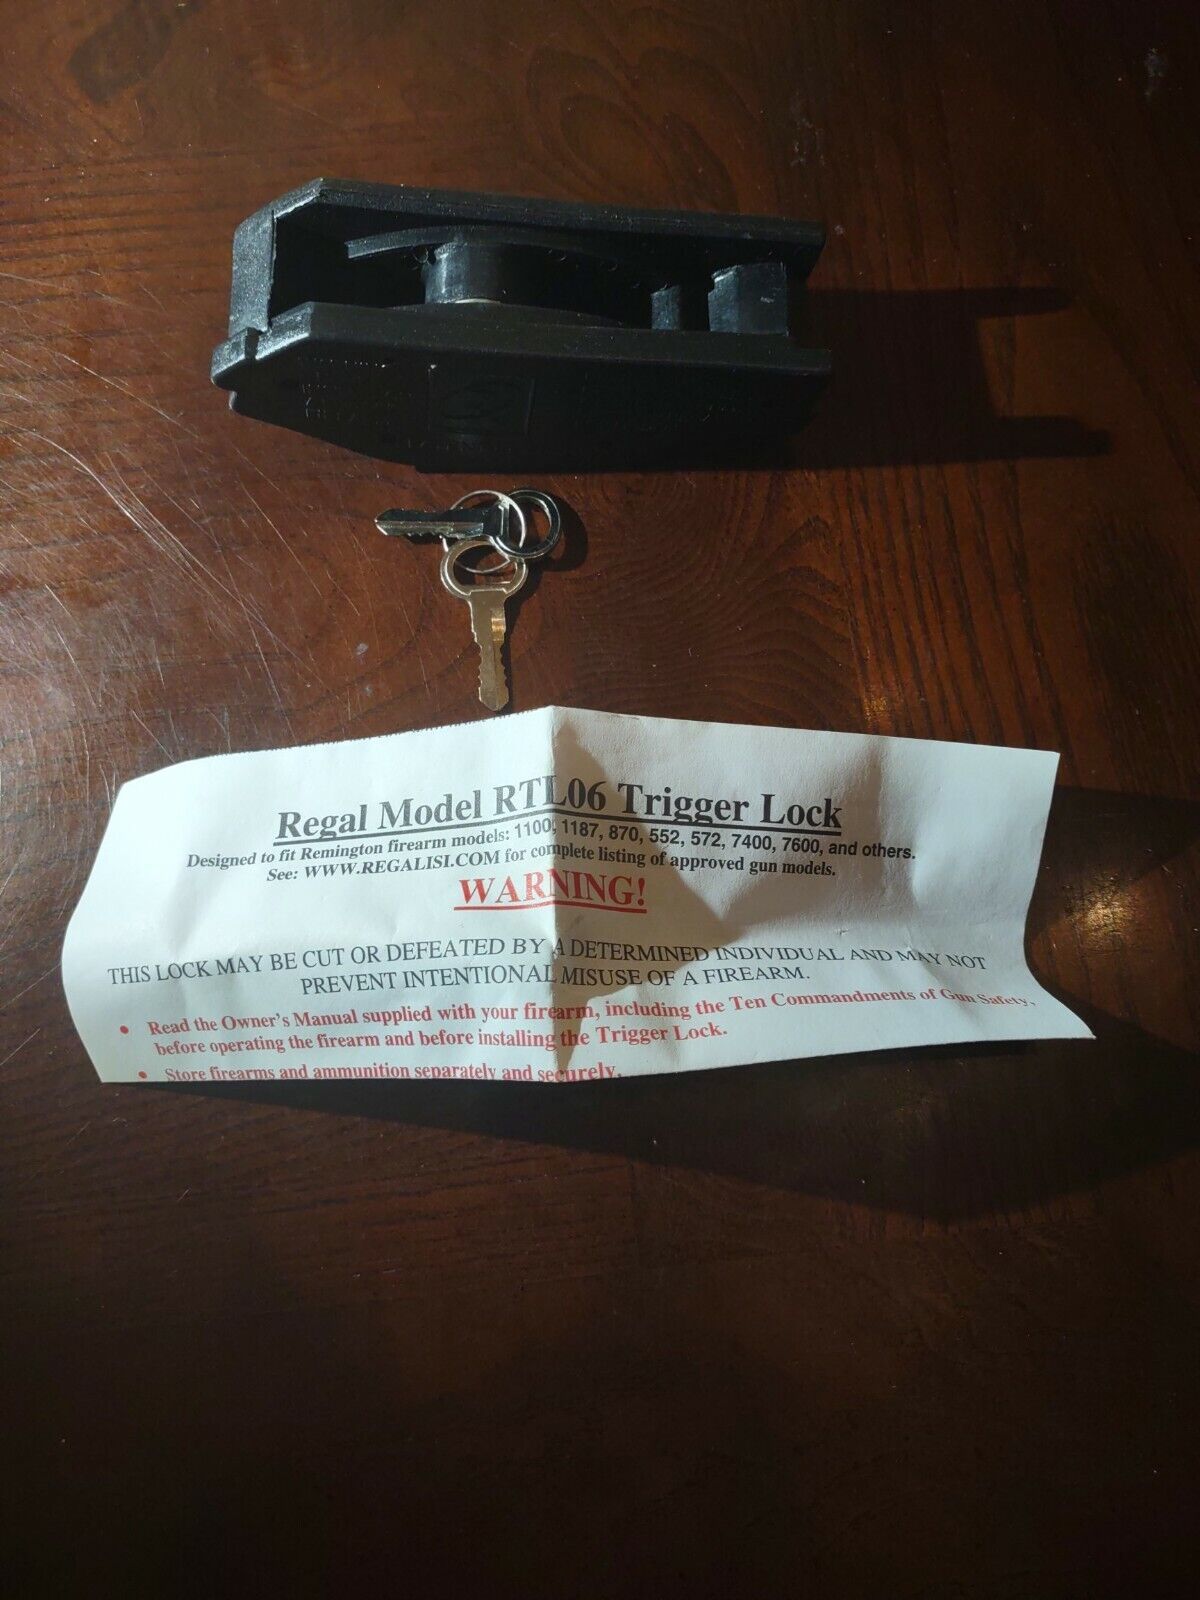 Regal Model RTL06 Trigger Lock
Designed to fit Remington firearm models: 1100, 1187, 870, 552, 572, 7400, 7600, and others.
See: WWW.REGALISI.COM for complete listing of approved gun models.
WARNING!
THIS LOCK MAY BE CUT OR DEFEATED BY A DETERMINED INDIVIDUAL AND MAY NOT
PREVENT INTENTIONAL MISUSE OF A FIREARM.
• Read the Owner's Manual supplied with your firearm, including the Ten Commandments of Gun Safety,
before operating the firearm and before installing the Trigger Lock.
• Store firearms and ammunition separately and securely.